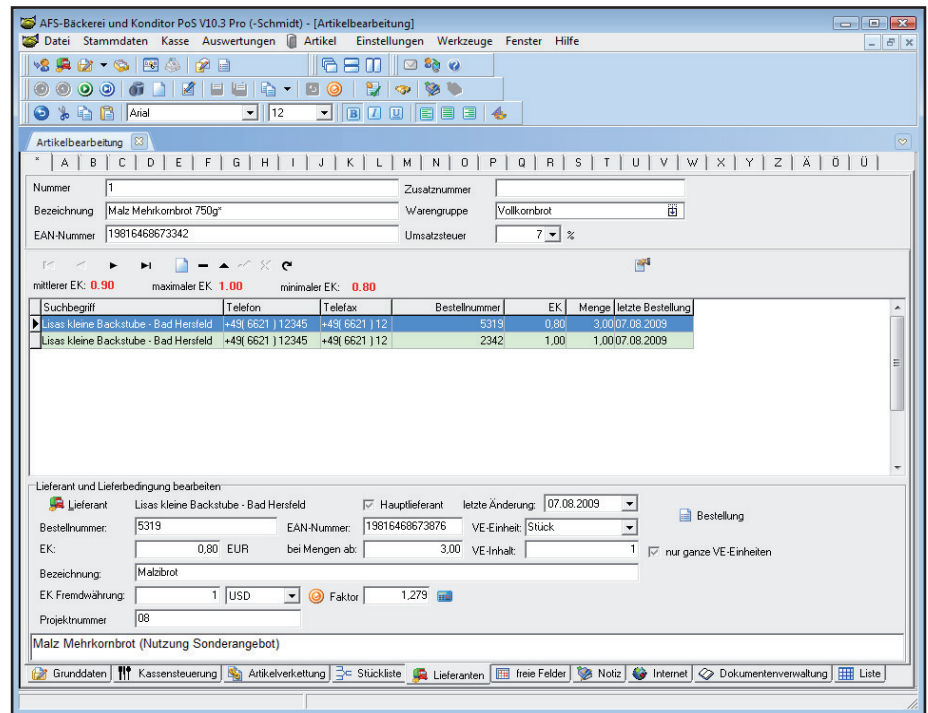 AFS-Bäckerei und Konditor PoS V10.3 Pro (-Schmidt) - [Artikelbearbeitung]
Datei Stammdaten Kasse Auswertungen Artikel Einstellungen Werkzeuge Fenster Hilfe
Arial 12 B I U
Artikelbearbeitung
* A B C D E F G H I J K L M N O P Q R S T U V W X Y Z Ä Ö Ü
Nummer 1 Zusatznummer
Bezeichnung Malz Mehrkornbrot 750g* Warengruppe Vollkornbrot
EAN-Nummer 19816468673342 Umsatzsteuer 7 %
mittlerer EK: 0.90 maximaler EK 1.00 minimaler EK: 0.80
Suchbegriff Telefon Telefax Bestellnummer EK Menge letzte Bestellung
Lisas kleine Backstube - Bad Hersfeld +49( 6621 ) 12345 +49( 6621 ) 12 5319 0,80 3,00 07.08.2009
Lisas kleine Backstube - Bad Hersfeld +49( 6621 ) 12345 +49( 6621 ) 12 2342 1,00 1,00 07.08.2009
Lieferant und Lieferbedingung bearbeiten
Lieferant Lisas kleine Backstube - Bad Hersfeld Hauptlieferant letzte Änderung: 07.08.2009
Bestellung
Bestellnummer: 5319 EAN-Nummer: 19816468673876 VE-Einheit: Stück
EK: 0,80 EUR bei Mengen ab: 3,00 VE-Inhalt: 1 nur ganze VE-Einheiten
Bezeichnung: Malzibrot
EK Fremdwährung: 1 USD Faktor 1,279
Projektnummer 08
Malz Mehrkornbrot (Nutzung Sonderangebot)
Grunddaten Kassensteuerung Artikelverkettung Stückliste Lieferanten freie Felder Notiz Internet Dokumentenverwaltung Liste